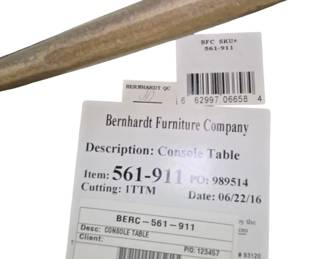 BFC SKU#
561-911
BERNHARDT QC
6 62997 06658 4
Bernhardt Furniture Company
Description: Console Table
Item: 561-911 PO: 989514
Cutting: 1TTM Date: 06/22/16
BERC-561-911
Desc: CONSOLE TABLE
Client:
PID: 123457
# 93120